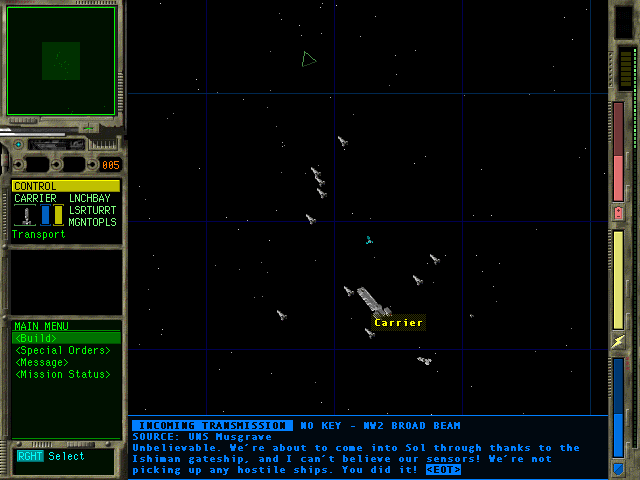 005
CONTROL
CARRIER LNCHBAY
LSRTURRT
MGNTOPLS
Transport
Carrier
MAIN MENU
<Build>
<Special Orders>
<Message>
<Mission Status>
RGHT Select
INCOMING TRANSMISSION NO KEY - NW2 BROAD BEAM
SOURCE: UNS Musgrave
Unbelievable. We're about to come into Sol through thanks to the
Ishiman gateship, and I can't believe our sensors! We're not
picking up any hostile ships. You did it! <EOT>